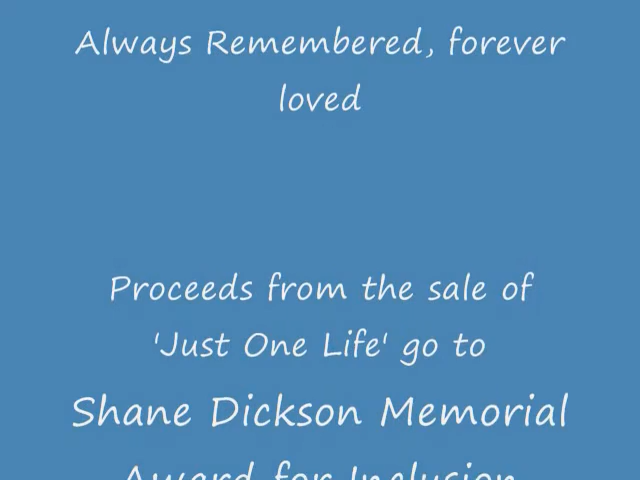 Always Remembered, forever
loved
Proceeds from the sale of
'Just One Life' go to
Shane Dickson Memorial
Award for Inclusion